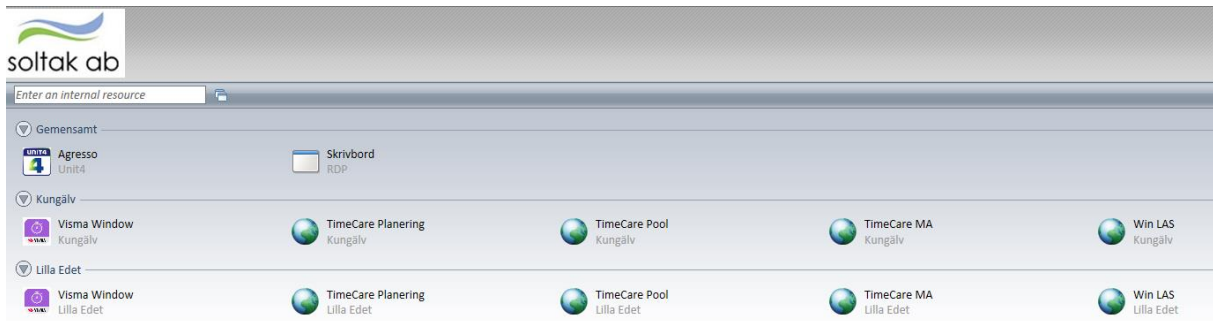 soltak ab
Enter an internal resource
Gemensamt
UNIT4
Agresso
Unit4
Skrivbord
RDP
Kungälv
VISMA
Visma Window
Kungälv
TimeCare Planering
Kungälv
TimeCare Pool
Kungälv
TimeCare MA
Kungälv
Win LAS
Kungälv
Lilla Edet
VISMA
Visma Window
Lilla Edet
TimeCare Planering
Lilla Edet
TimeCare Pool
Lilla Edet
TimeCare MA
Lilla Edet
Win LAS
Lilla Edet